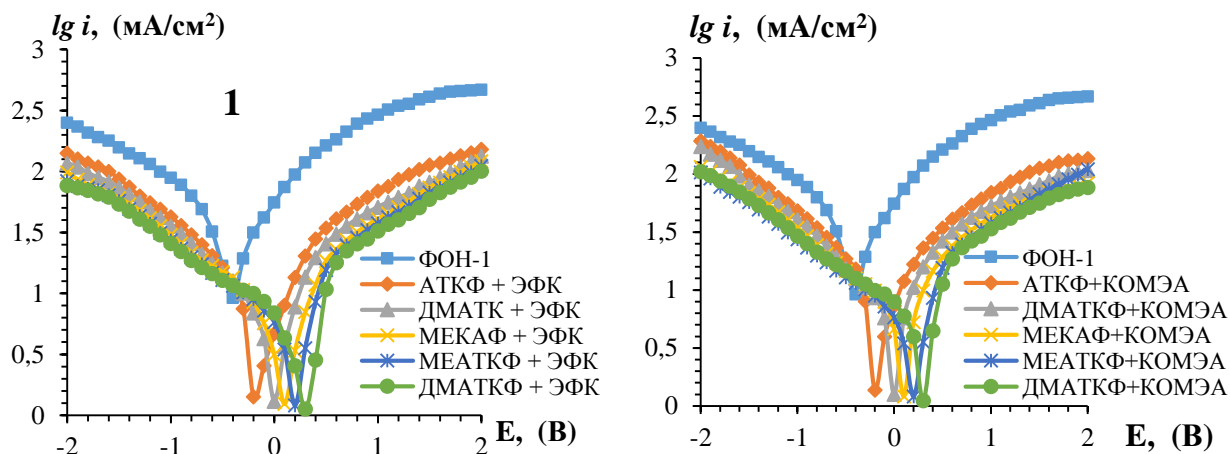 lg i, (мА/см²)
3
2,5
2
1,5
1
0,5
0
-2
-1
0
1
2
E, (В)
1
ФОН-1
АТКФ + ЭФК
ДМАТК + ЭФК
МЕКАФ + ЭФК
МЕАТКФ + ЭФК
ДМАТКФ + ЭФК
lg i, (мА/см²)
3
2,5
2
1,5
1
0,5
0
-2
-1
0
1
2
E, (В)
ФОН-1
АТКФ+КОМЭА
ДМАТКФ+КОМЭА
МЕКАФ+КОМЭА
МЕАТКФ+КОМЭА
ДМАТКФ+КОМЭА